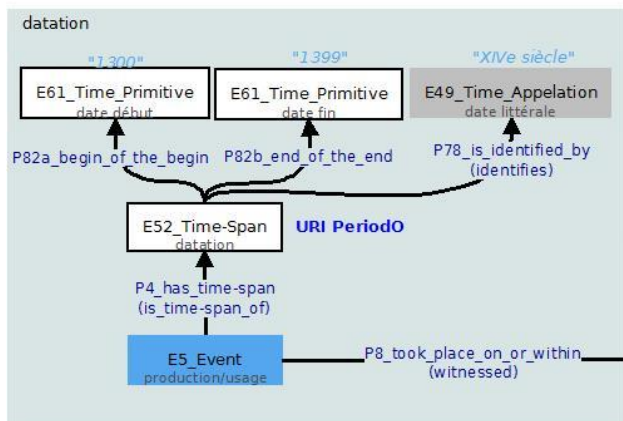 datation
"1300"
"1399"
"XIVe siècle"
E61_Time_Primitive
date début
E61_Time_Primitive
date fin
E49_Time_Appelation
date littérale
P82a_begin_of_the_begin
P82b_end_of_the_end
P78_is_identified_by
(identifies)
E52_Time-Span
datation
URI PeriodO
P4_has_time-span
(is_time-span_of)
E5_Event
production/usage
P8_took_place_on_or_within
(witnessed)